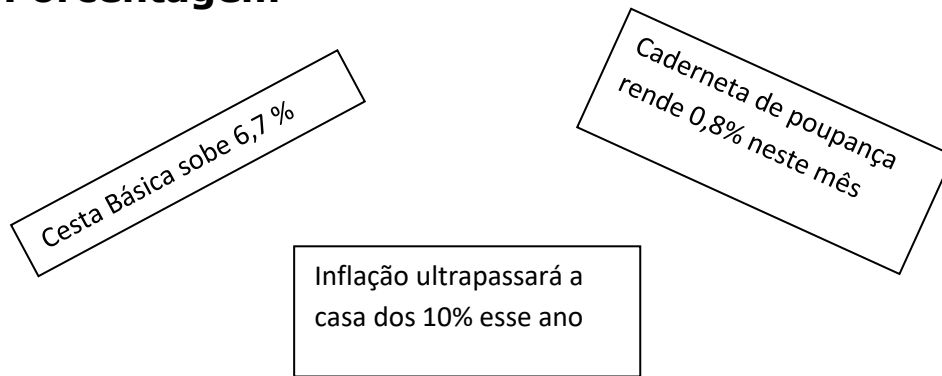 Porcentagem
Cesta Básica sobe 6,7 %
Caderneta de poupança
rende 0,8% neste mês
Inflação ultrapassará a
casa dos 10% esse ano